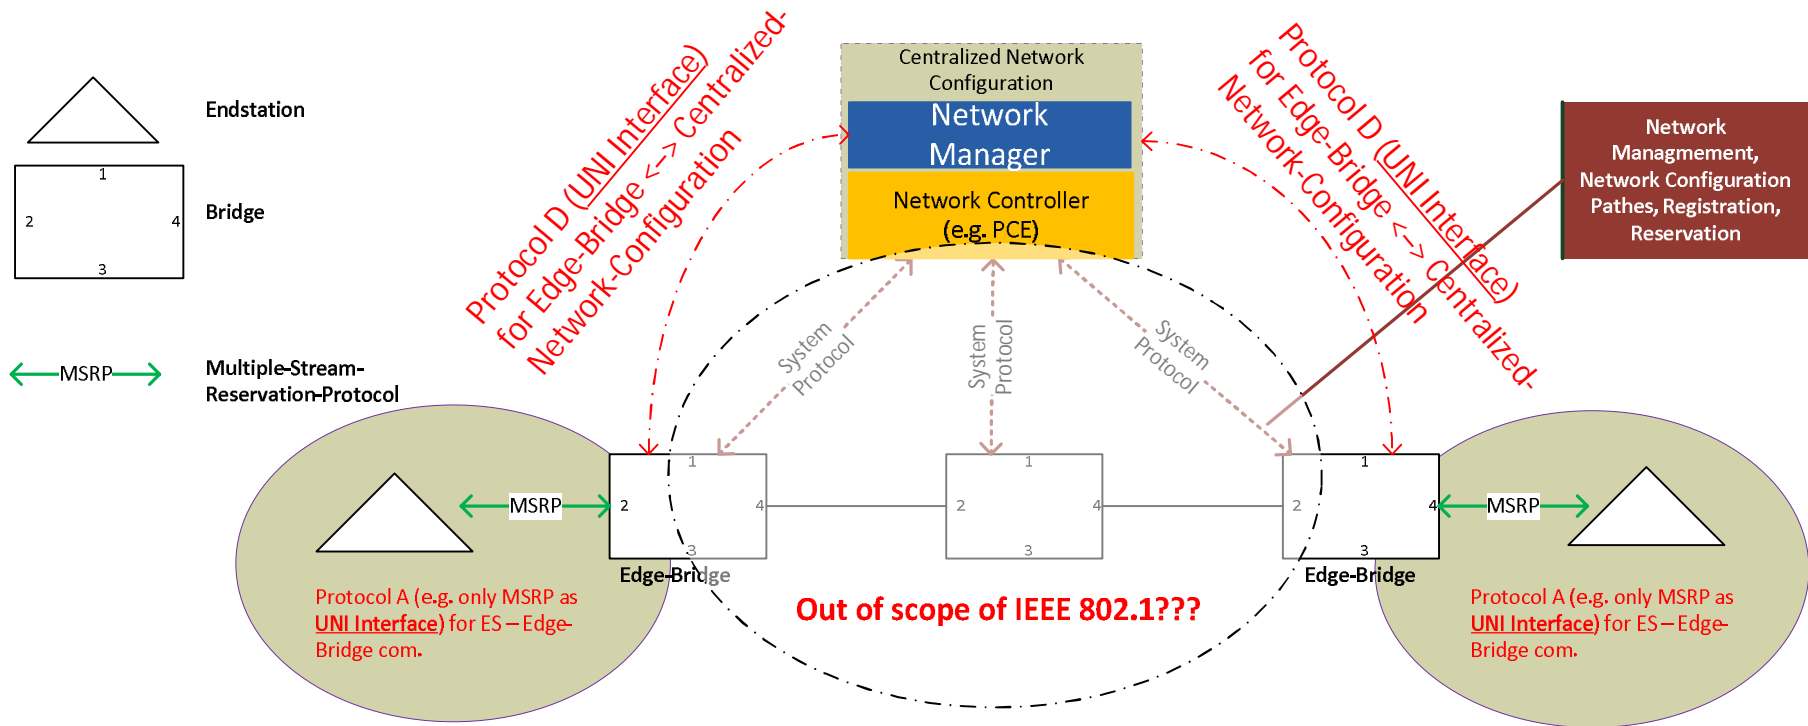 Centralized Network
Configuration
Network
Manager
Network Controller
(e.g. PCE)
Protocol D (UNI Interface)
for Edge-Bridge <--> Centralized-
Network-Configuration
Protocol D (UNI Interface)
for Edge-Bridge <--> Centralized-
Network-Configuration
Network
Managmement,
Network Configuration
Pathes, Registration,
Reservation
Endstation
1
2
4
3
Bridge
MSRP
Multiple-Stream-
Reservation-Protocol
System
Protocol
System
Protocol
System
Protocol
MSRP
1
2
4
3
Edge-Bridge
1
2
4
3
1
2
4
3
Edge-Bridge
MSRP
Protocol A (e.g. only MSRP as
UNI Interface) for ES – Edge-
Bridge com.
Out of scope of IEEE 802.1???
Protocol A (e.g. only MSRP as
UNI Interface) for ES – Edge-
Bridge com.